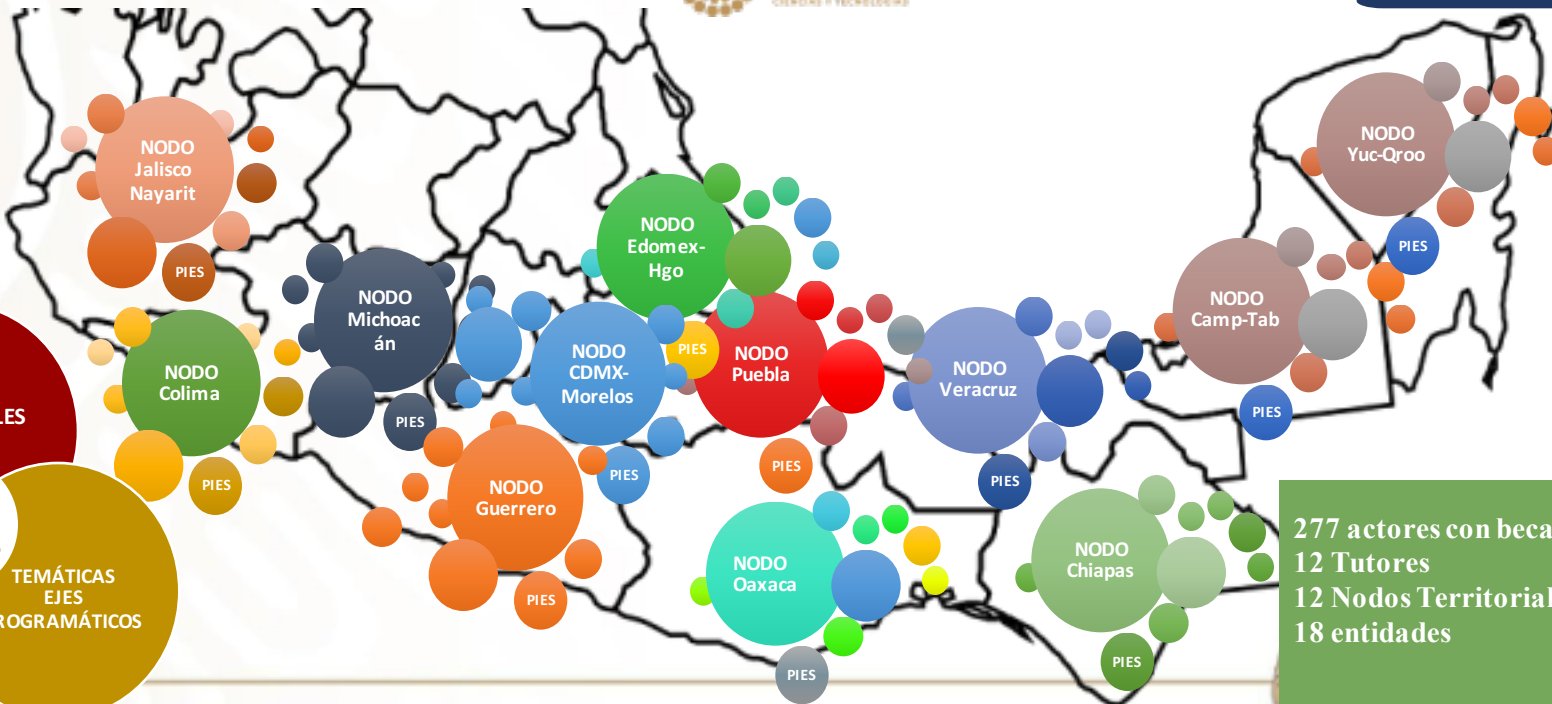 CIENCIAS Y TECNOLOGÍAS
NODO
Jalisco
Nayarit
PIES
NODO
Colima
PIES
NODO
Michoac
án
PIES
NODO
Edomex-
Hgo
PIES
NODO
CDMX-
Morelos
PIES
NODO
Puebla
PIES
NODO
Guerrero
PIES
NODO
Oaxaca
PIES
NODO
Veracruz
PIES
NODO
Chiapas
PIES
NODO
Camp-Tab
PIES
NODO
Yuc-Qroo
PIES
LES
TEMÁTICAS
EJES
ROGRAMÁTICOS
277 actores con beca
12 Tutores
12 Nodos Territorial
18 entidades